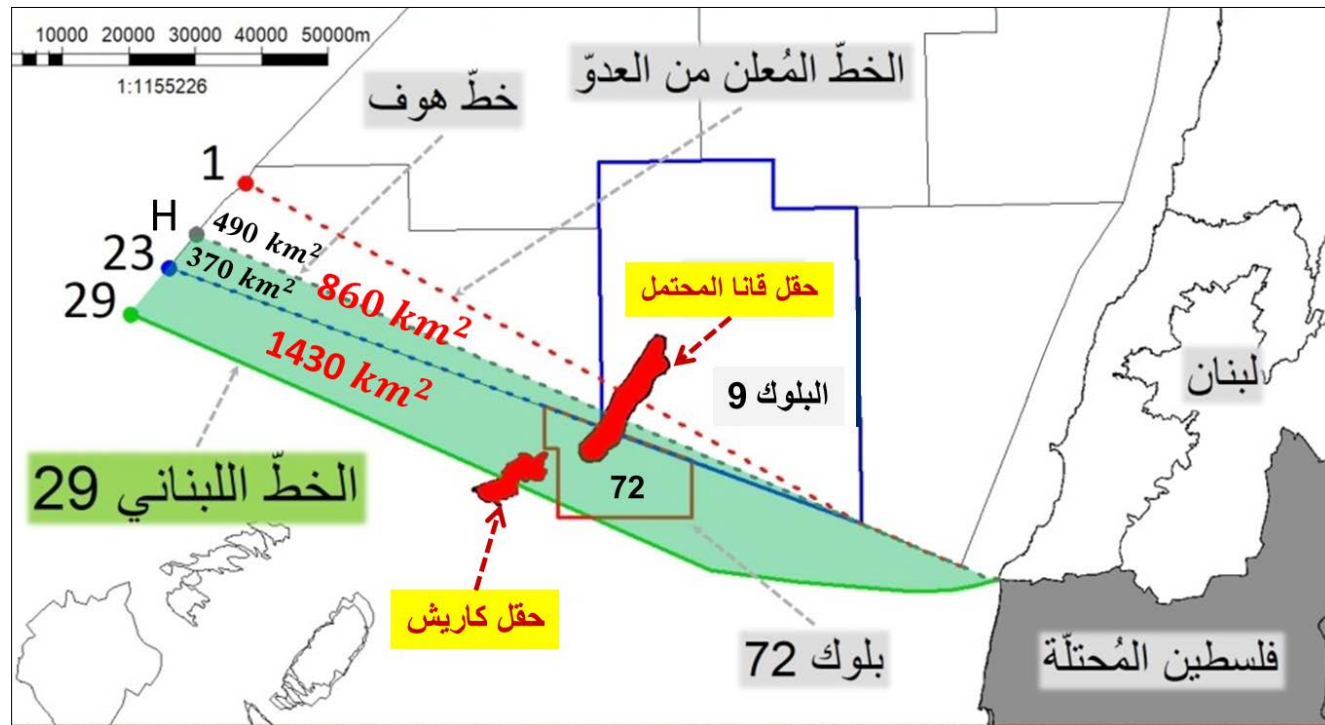 10000 20000 30000 40000 50000m
1:1155226
الخطّ المُعلن من العدوّ
خطّ هوف
1
H
490 km²
23
370 km²
860 km²
حقل قانا المحتمل
29
1430 km²
البلوك 9
لبنان
الخطّ اللبناني 29
72
حقل كاريش
بلوك 72
فلسطين المُحتلّة